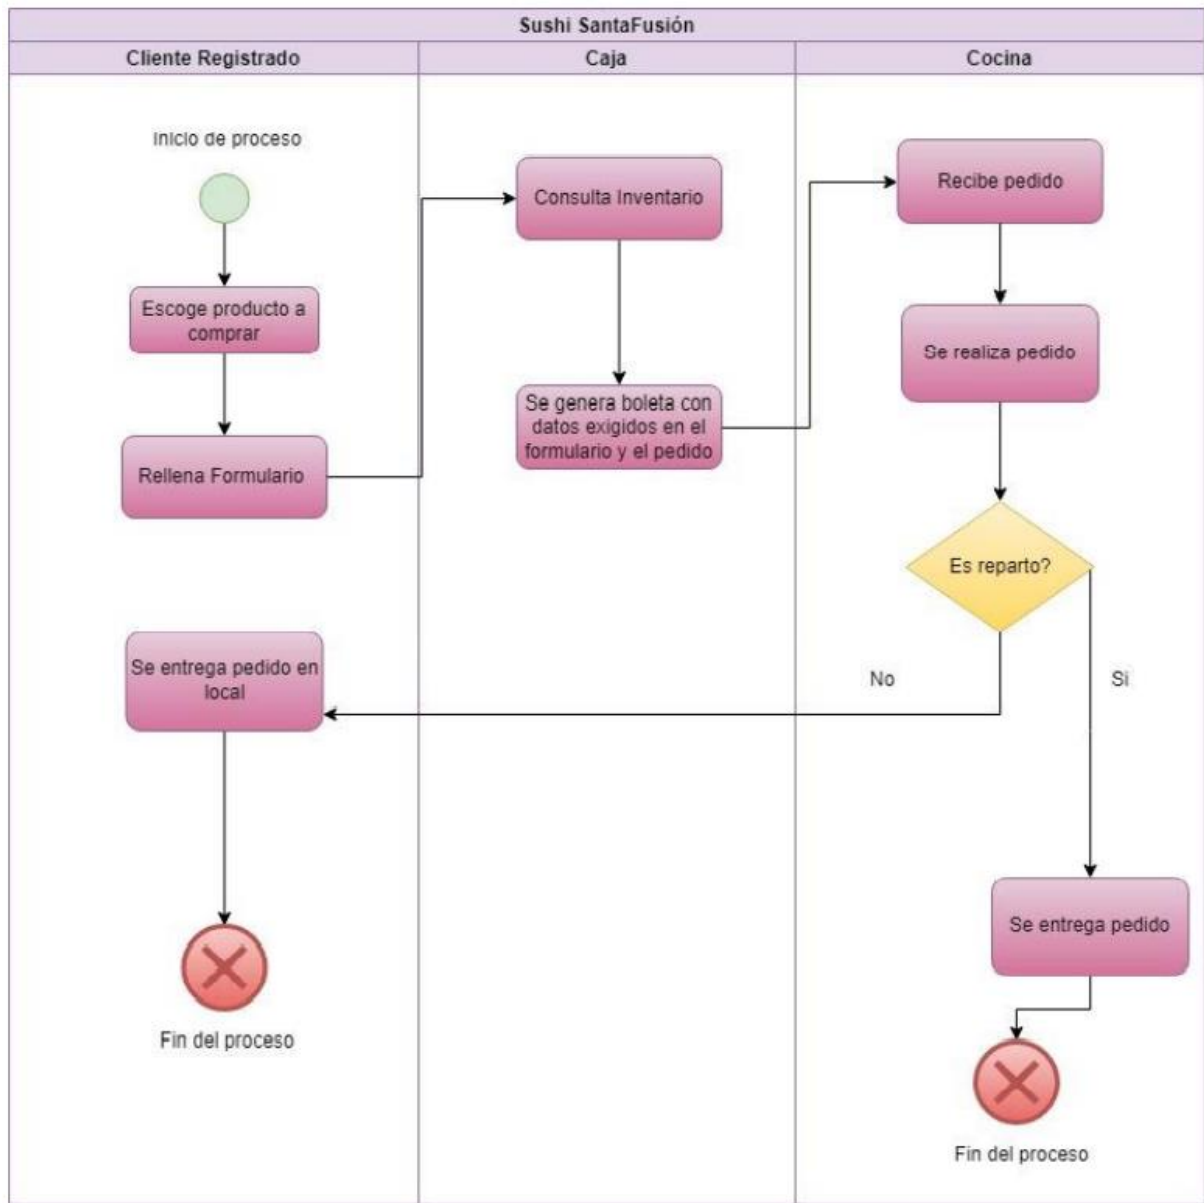 Sushi SantaFusión
Cliente Registrado
Caja
Cocina
Inicio de proceso
Escoge producto a
comprar
Rellena Formulario
Consulta Inventario
Se genera boleta con
datos exigidos en el
formulario y el pedido
Recibe pedido
Se realiza pedido
Es reparto?
No
Si
Se entrega pedido en
local
Se entrega pedido
Fin del proceso
Fin del proceso